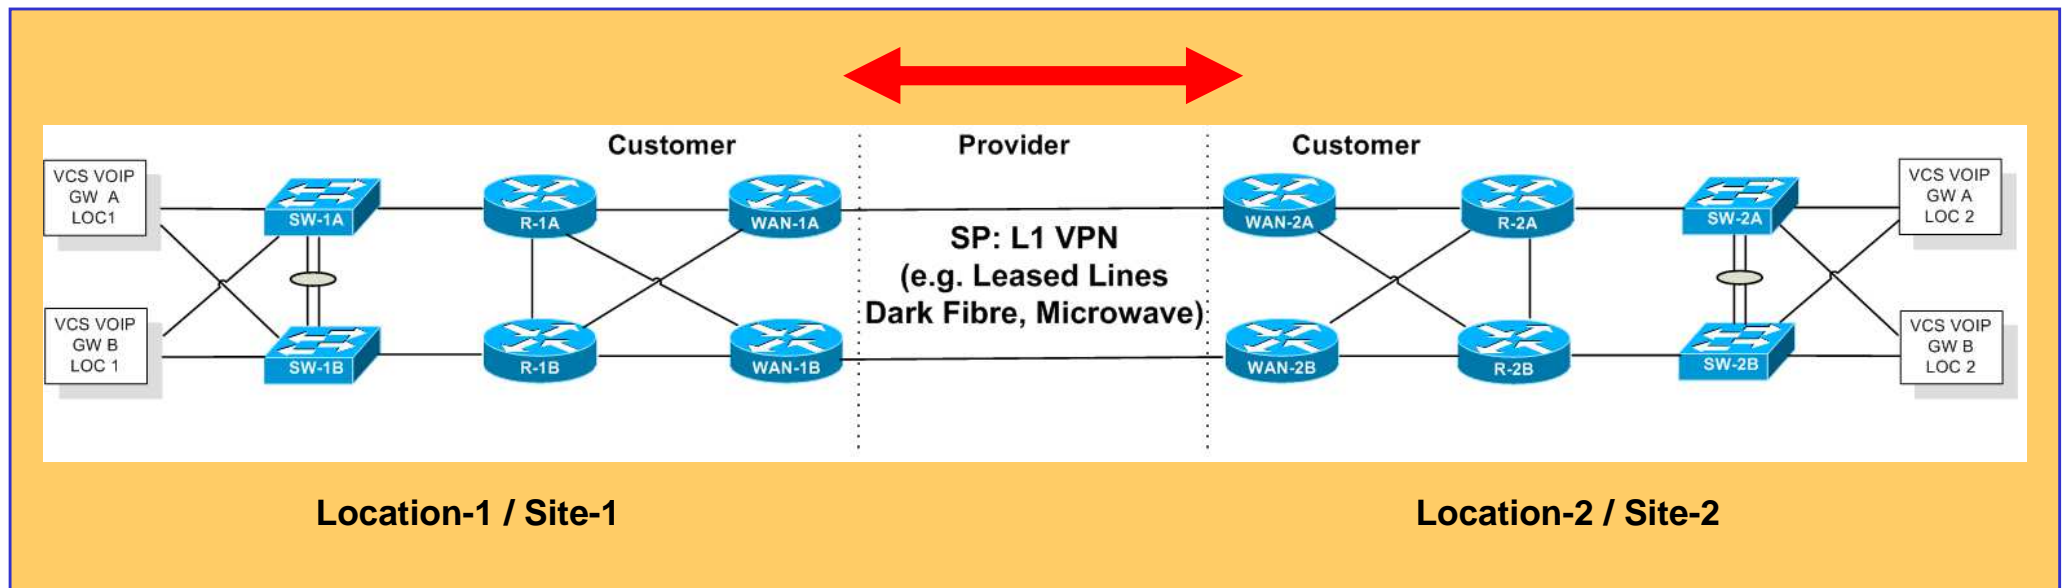 Customer
Provider
Customer
VCS VOIP
GW A
LOC1
SW-1A
R-1A
WAN-1A
WAN-2A
R-2A
SW-2A
VCS VOIP
GW A
LOC 2
SP: L1 VPN
(e.g. Leased Lines
Dark Fibre, Microwave)
VCS VOIP
GW B
LOC 1
SW-1B
R-1B
WAN-1B
WAN-2B
R-2B
SW-2B
VCS VOIP
GW B
LOC 2
Location-1 / Site-1
Location-2 / Site-2